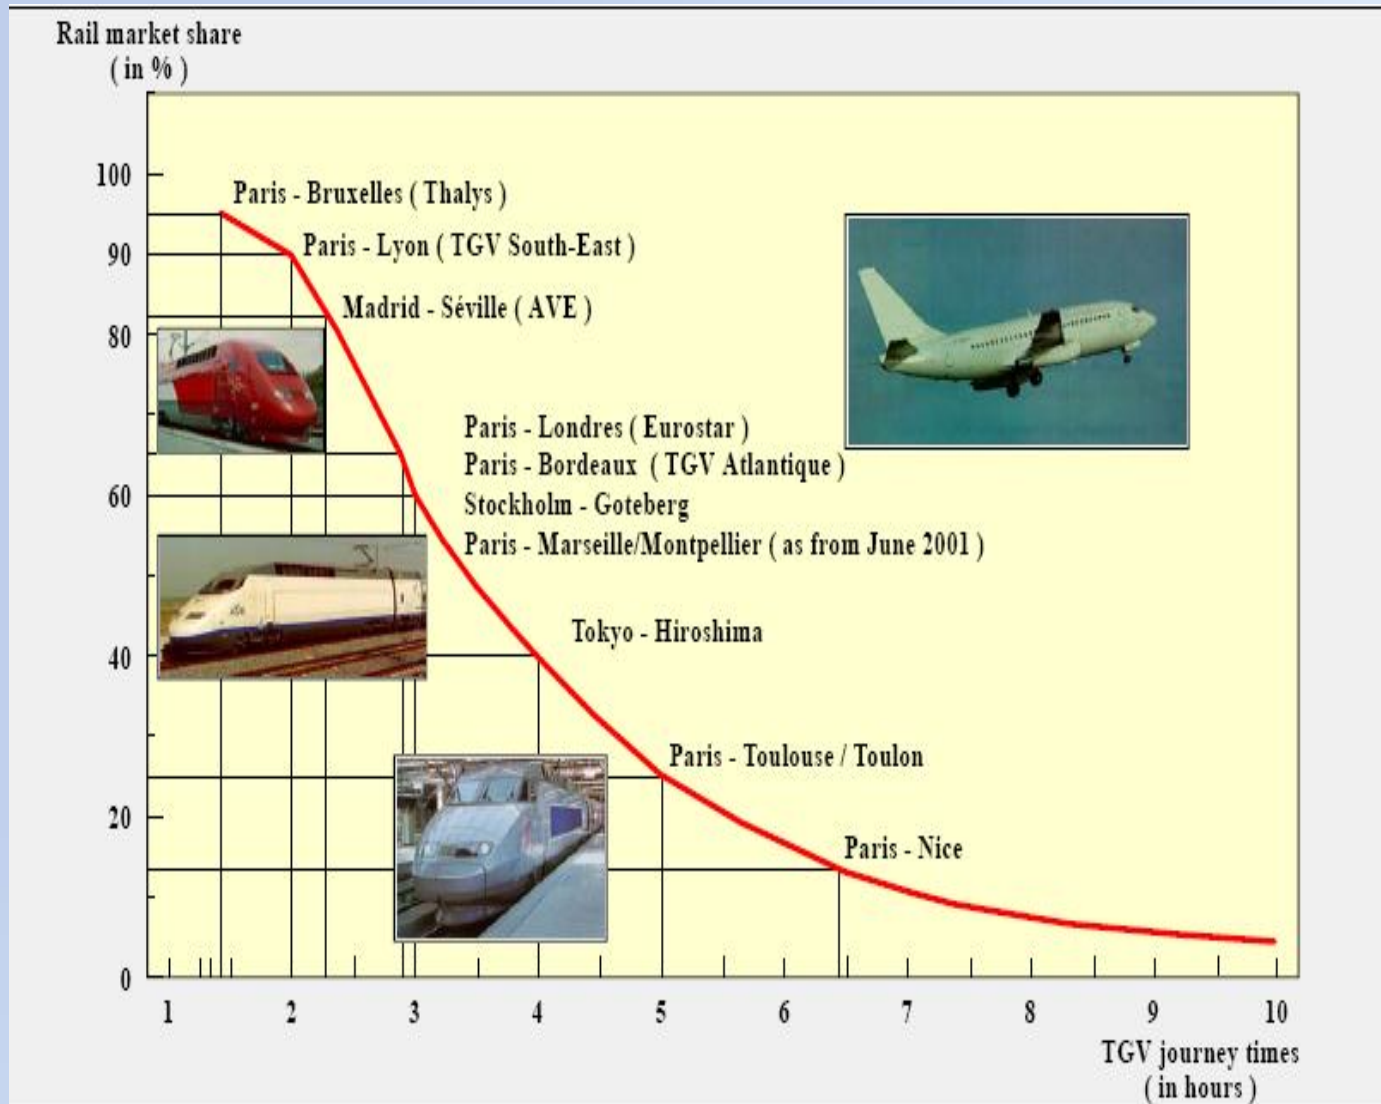 Rail market share
( in % )
100
Paris - Bruxelles ( Thalys )
90
Paris - Lyon ( TGV South-East )
Madrid - Séville ( AVE )
80
Paris - Londres ( Eurostar )
Paris - Bordeaux ( TGV Atlantique )
60
Stockholm - Goteberg
Paris - Marseille/Montpellier ( as from June 2001 )
Tokyo - Hiroshima
40
Paris - Toulouse / Toulon
20
Paris - Nice
0
1 2 3 4 5 6 7 8 9 10
TGV journey times
( in hours )